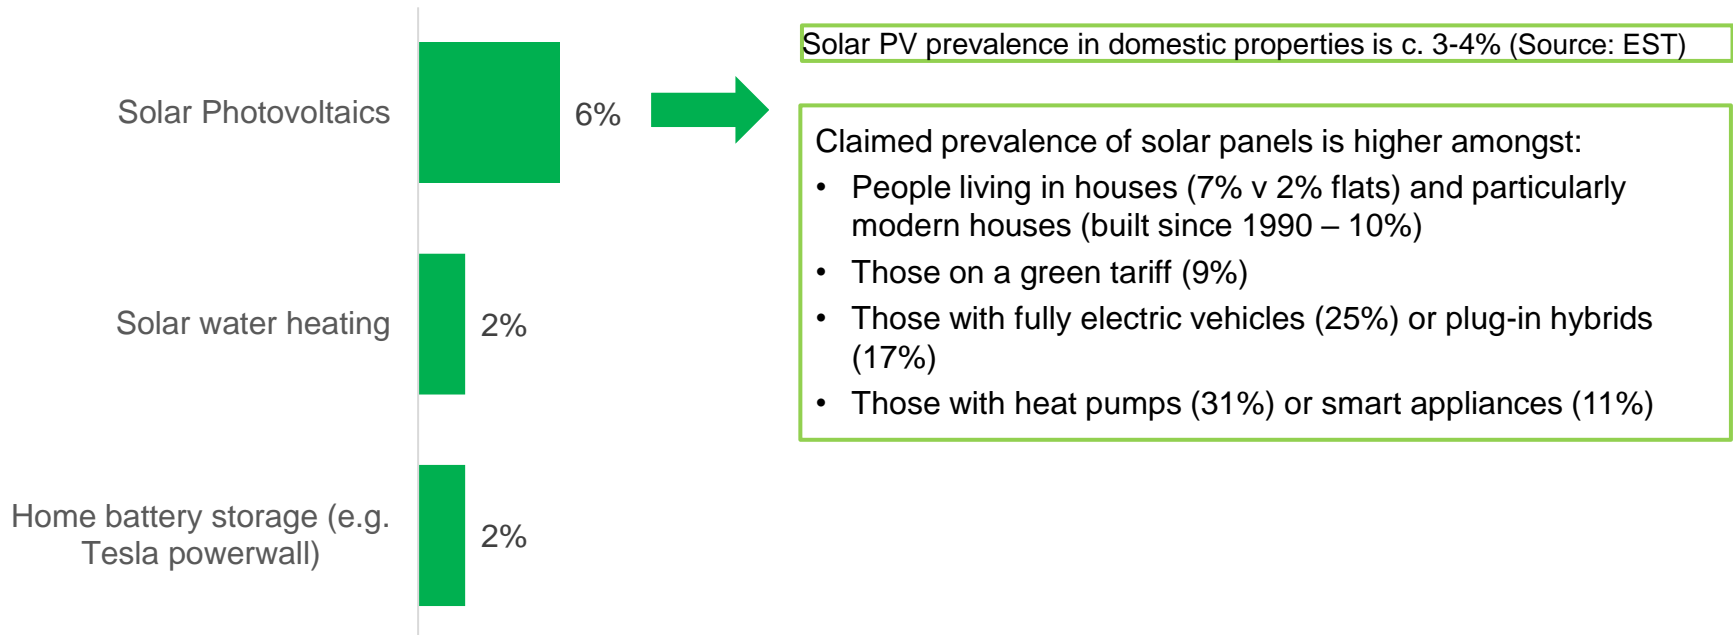 Solar Photovoltaics
6%
Solar water heating
2%
Home battery storage (e.g.
Tesla powerwall)
2%
Solar PV prevalence in domestic properties is c. 3-4% (Source: EST)
Claimed prevalence of solar panels is higher amongst:
• People living in houses (7% v 2% flats) and particularly
modern houses (built since 1990 – 10%)
• Those on a green tariff (9%)
• Those with fully electric vehicles (25%) or plug-in hybrids
(17%)
• Those with heat pumps (31%) or smart appliances (11%)